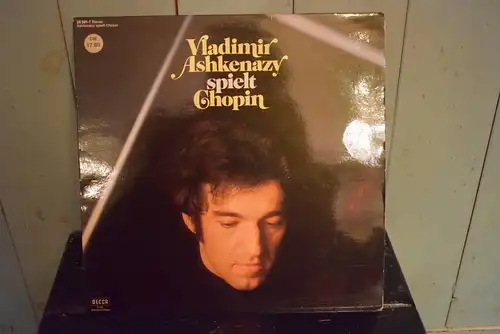 Vladimir
Ashkenazy
spielt
Chopin
DECCA